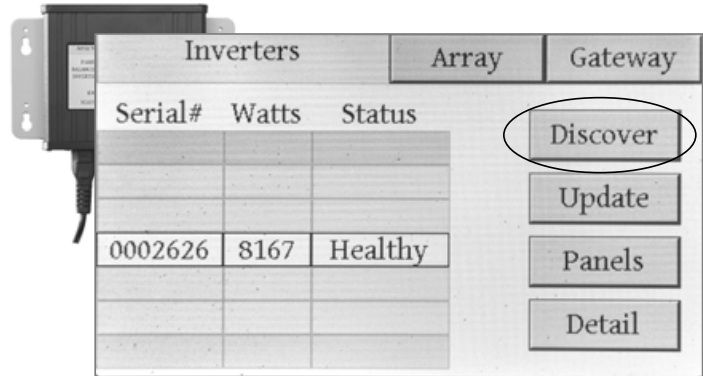 Inverters Array Gateway
Serial# Watts Status
Discover
Update
0002626 8167 Healthy
Panels
Detail